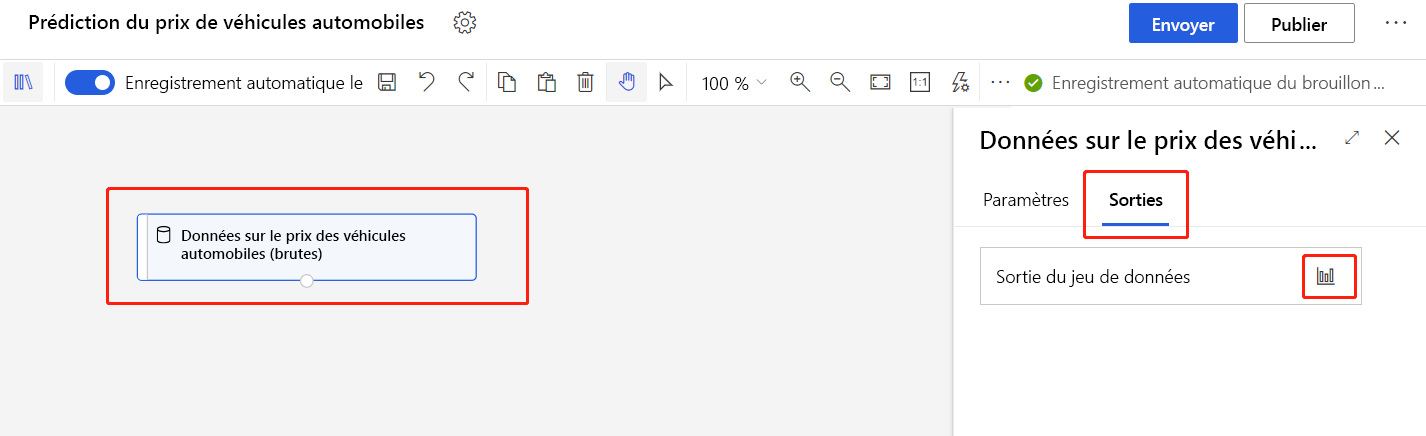 Prédiction du prix de véhicules automobiles
Envoyer
Publier
Enregistrement automatique le
100 %
1:1
Enregistrement automatique du brouillon ...
Données sur le prix des véhi...
Paramètres
Sorties
Sortie du jeu de données
Données sur le prix des véhicules
automobiles (brutes)